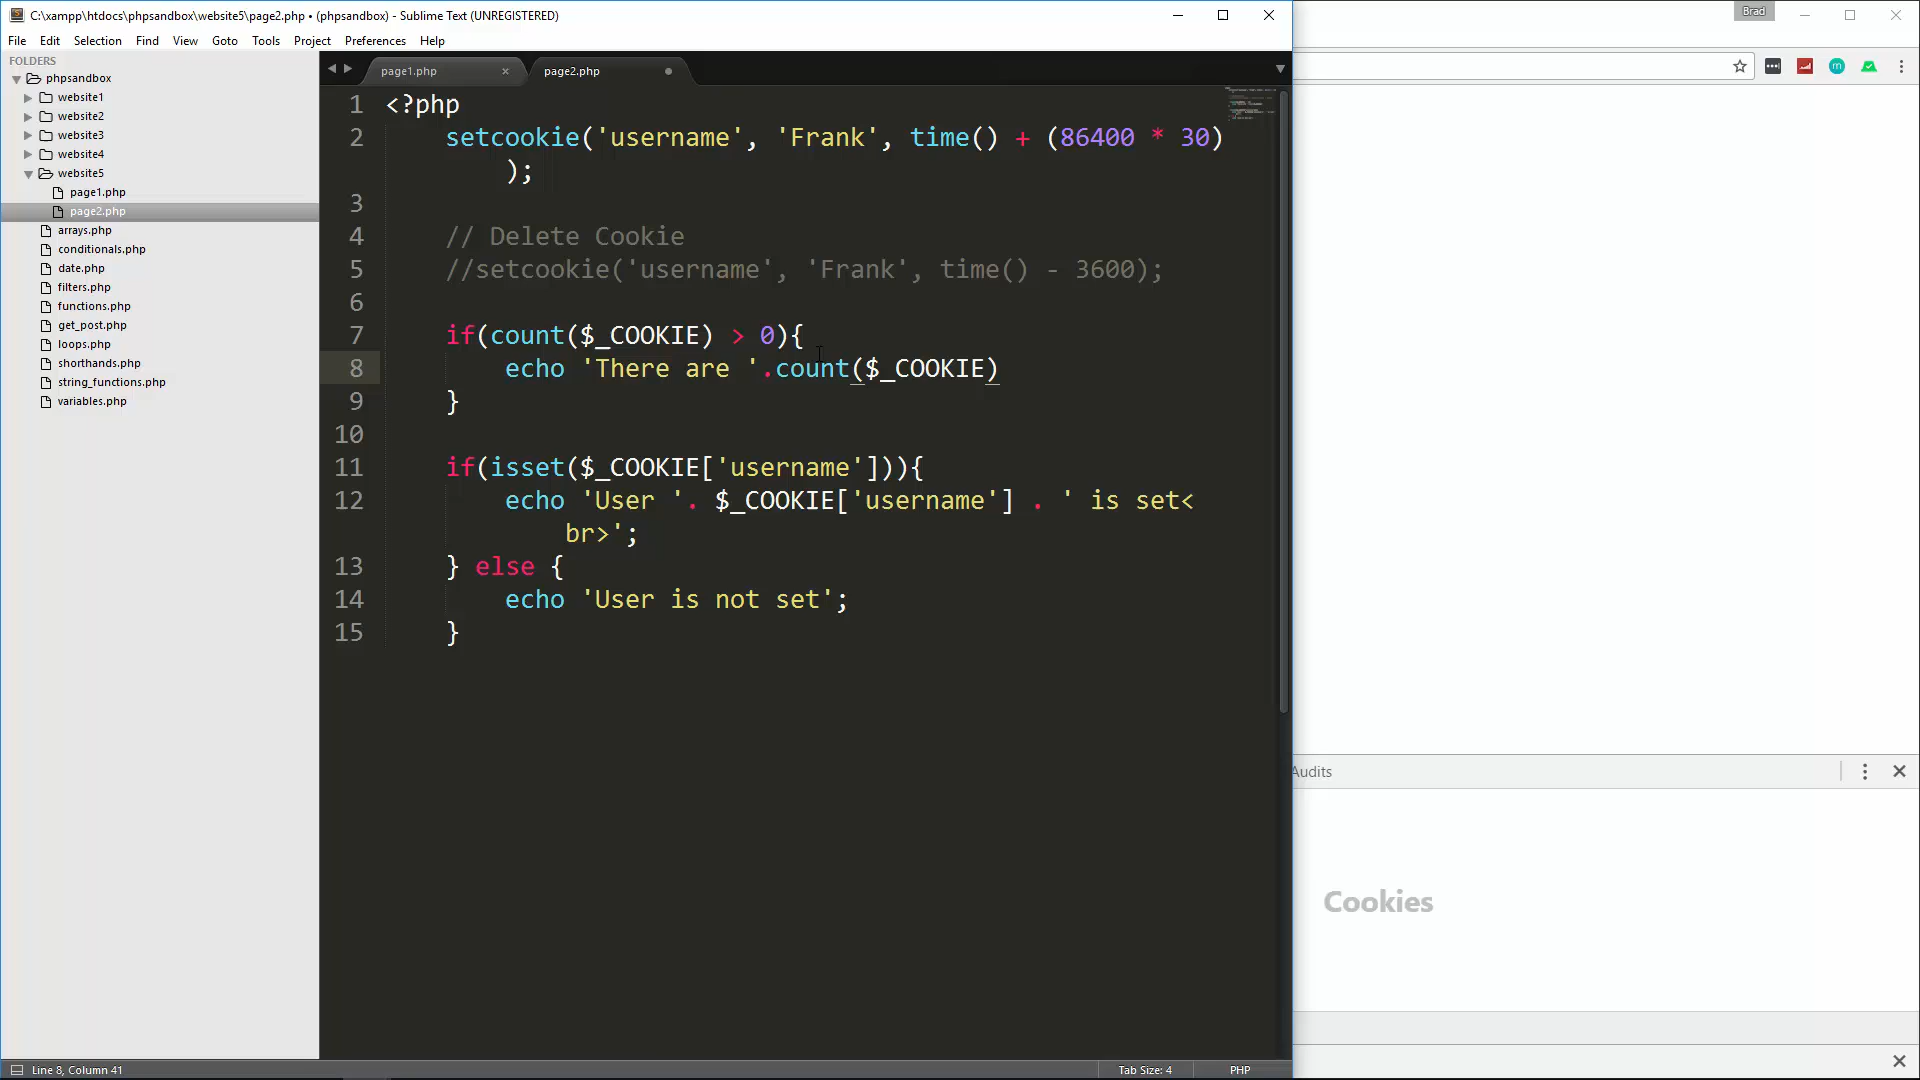 C:\xampp\htdocs\phpsandbox\website5\page2.php • (phpsandbox) - Sublime Text (UNREGISTERED)
Brad
File Edit Selection Find View Goto Tools Project Preferences Help
FOLDERS
phpsandbox
website1
website2
website3
website4
website5
page1.php
page2.php
arrays.php
conditionals.php
date.php
filters.php
functions.php
get_post.php
loops.php
shorthands.php
string_functions.php
variables.php
page1.php × page2.php
1 <?php
2 setcookie('username', 'Frank', time() + (86400 * 30)
);
3
4 // Delete Cookie
5 //setcookie('username', 'Frank', time() - 3600);
6
7 if(count($_COOKIE) > 0){
8 echo 'There are '.count($_COOKIE)
9 }
10
11 if(isset($_COOKIE['username'])){
12 echo 'User '. $_COOKIE['username'] . ' is set<
br>';
13 } else {
14 echo 'User is not set';
15 }
m
Audits
Cookies
Line 8, Column 41
Tab Size: 4
PHP